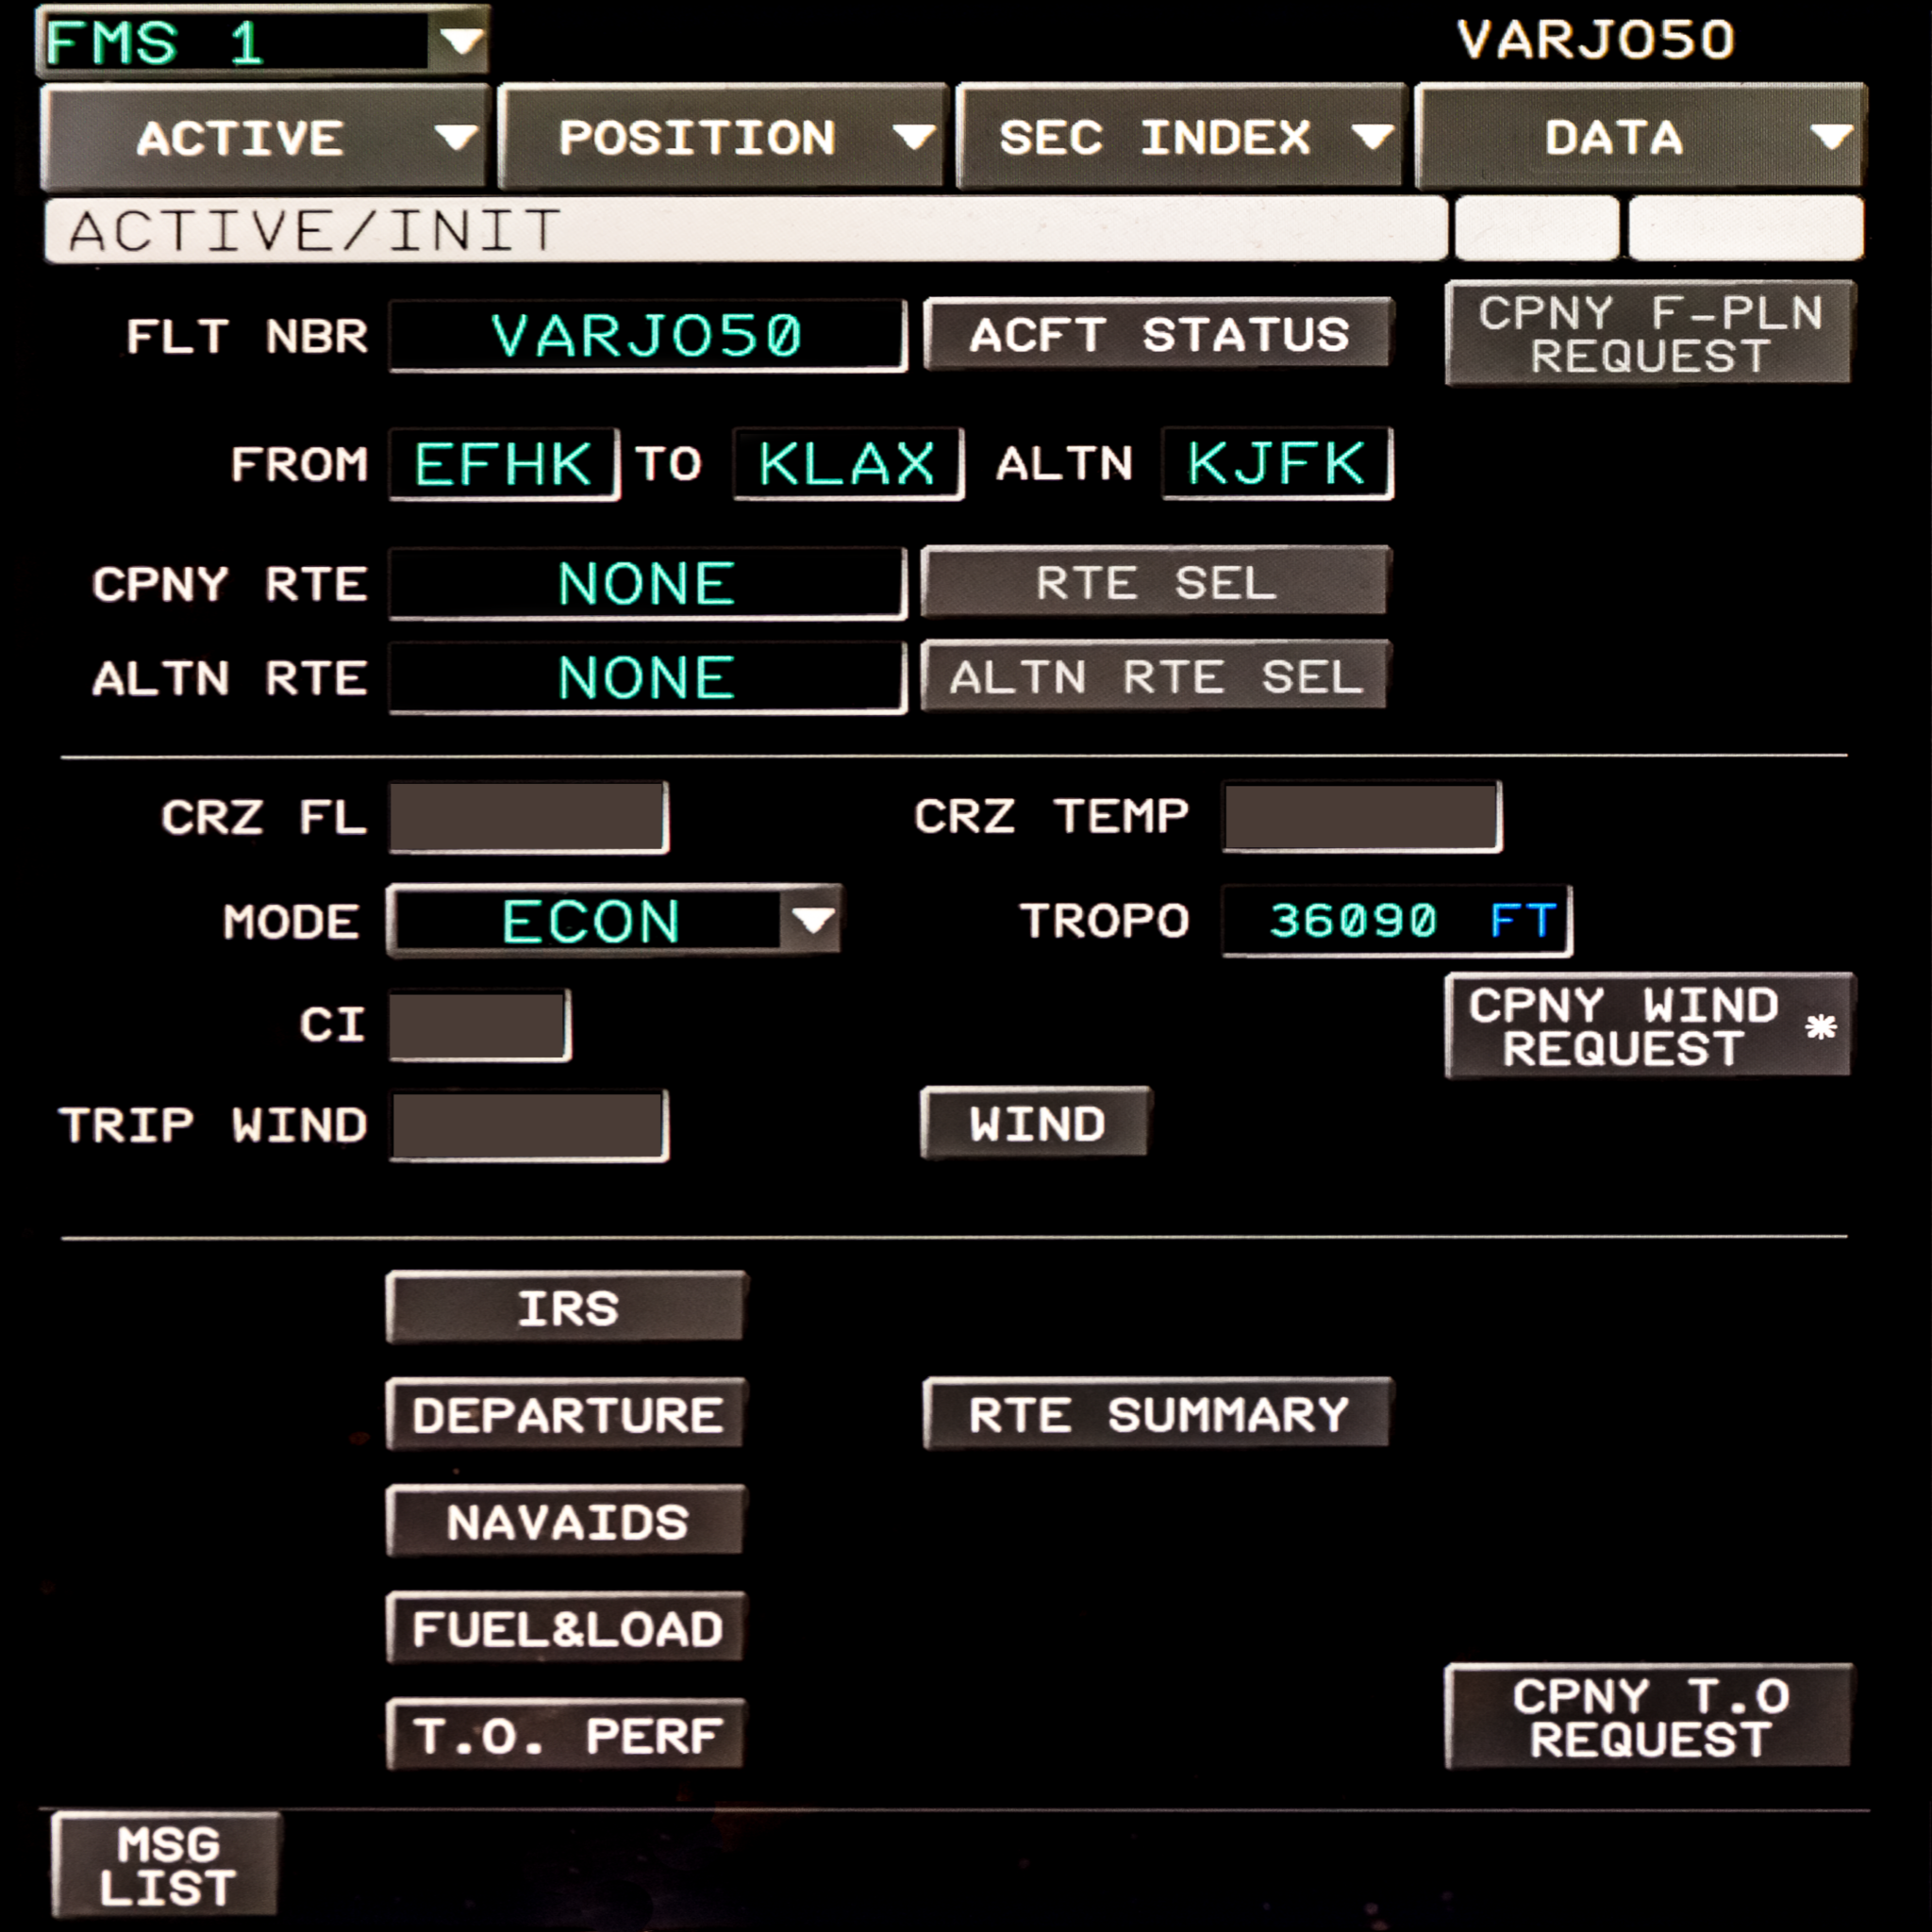 FMS 1
VARJO50
ACTIVE POSITION SEC INDEX DATA
ACTIVE/INIT
FLT NBR VARJO50 ACFT STATUS
CPNY F-PLN
REQUEST
FROM EFHK TO KLAX ALTN KJFK
CPNY RTE NONE RTE SEL
ALTN RTE NONE ALTN RTE SEL
CRZ FL CRZ TEMP
MODE ECON TROPO 36090 FT
CI
CPNY WIND
REQUEST *
TRIP WIND WIND
IRS
DEPARTURE RTE SUMMARY
NAVAIDS
FUEL&LOAD
T.O. PERF
CPNY T.O
REQUEST
MSG
LIST